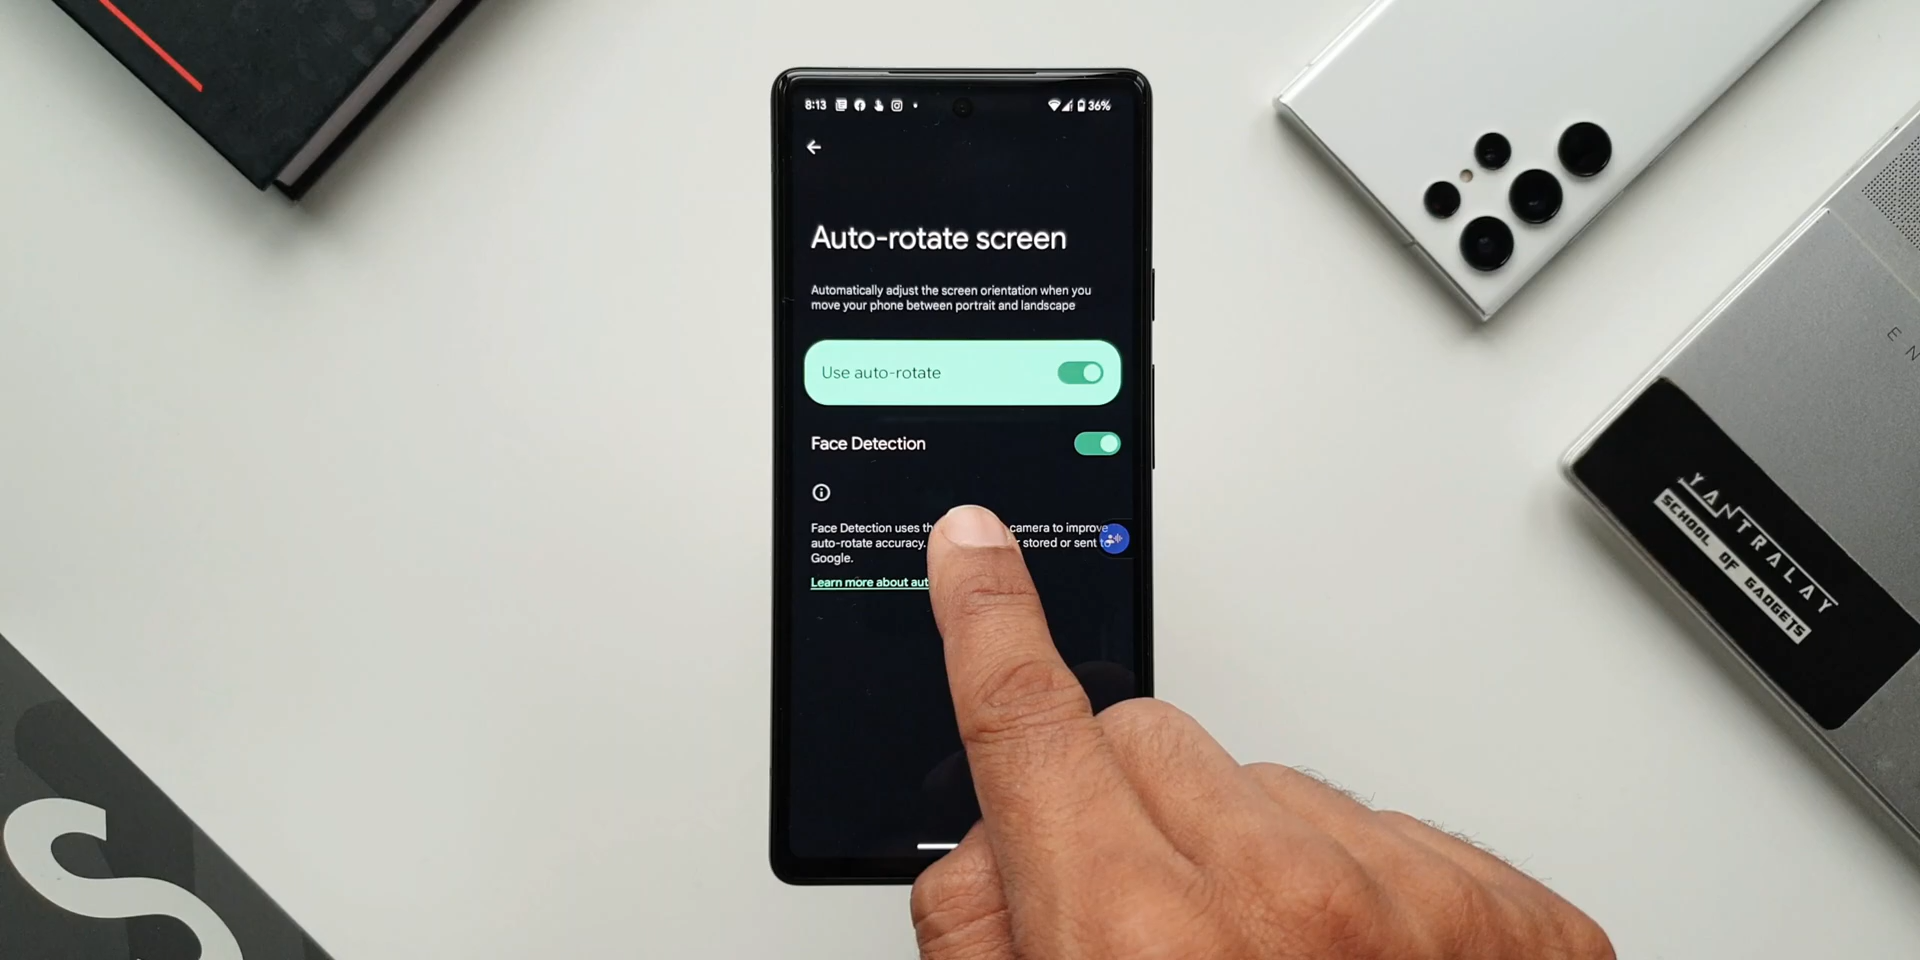 8:13 36%
Auto-rotate screen
Automatically adjust the screen orientation when you
move your phone between portrait and landscape
Use auto-rotate
Face Detection
Face Detection uses camera to improve
auto-rotate accuracy. stored or sent to
Google.
Learn more about
YANTRALAY
SCHOOL OF GADGETS
S